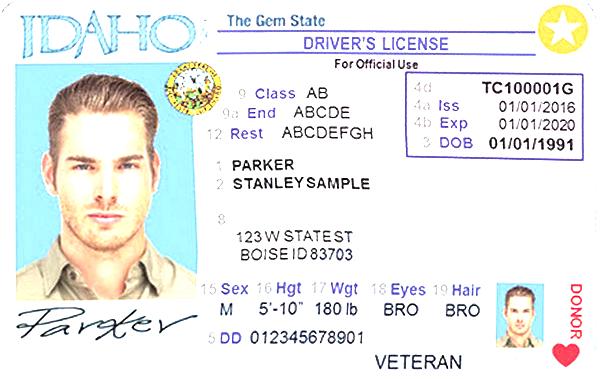 IDAHO
The Gem State
DRIVER'S LICENSE
For Official Use
9 Class AB
9a End ABCDE
12 Rest ABCDEFGH
4d TC100001G
4a Iss 01/01/2016
4b Exp 01/01/2020
3 DOB 01/01/1991
1 PARKER
2 STANLEYSAMPLE
8
123 W STATE ST
BOISE ID 83703
15 Sex 16 Hgt 17 Wgt 18 Eyes 19 Hair
M 5'-10" 180 lb BRO BRO
5 DD 012345678901
VETERAN
DONOR
Parker